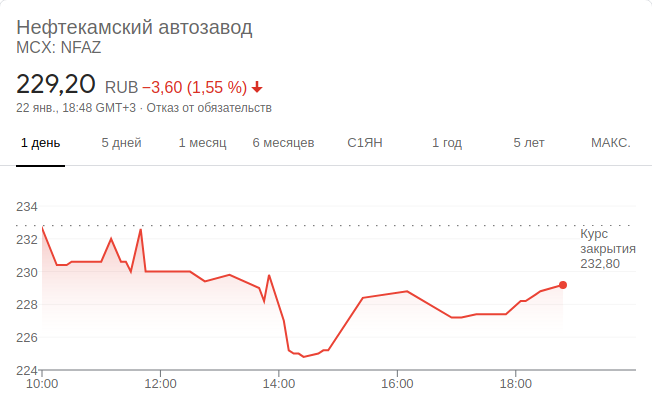 Нефтекамский автозавод
MCX: NFAZ
229,20 RUB −3,60 (1,55 %)
22 янв., 18:48 GMT+3 · Отказ от обязательств
1 день 5 дней 1 месяц 6 месяцев С1ЯН 1 год 5 лет МАКС.
234
232
230
228
226
224
Курс
закрытия
232,80
10:00 12:00 14:00 16:00 18:00